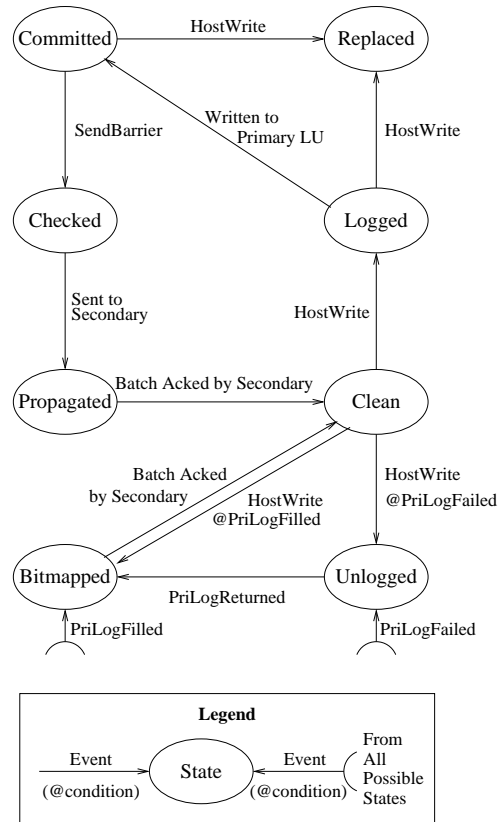 Committed
HostWrite
Replaced
SendBarrier
Written to
Primary LU
HostWrite
Checked
Logged
Sent to
Secondary
HostWrite
Propagated
Batch Acked by Secondary
Clean
Batch Acked
by Secondary
HostWrite
@PriLogFilled
HostWrite
@PriLogFailed
Bitmapped
PriLogReturned
Unlogged
PriLogFilled
PriLogFailed
Legend
Event
(@condition)
State
Event
(@condition)
From
All
Possible
States